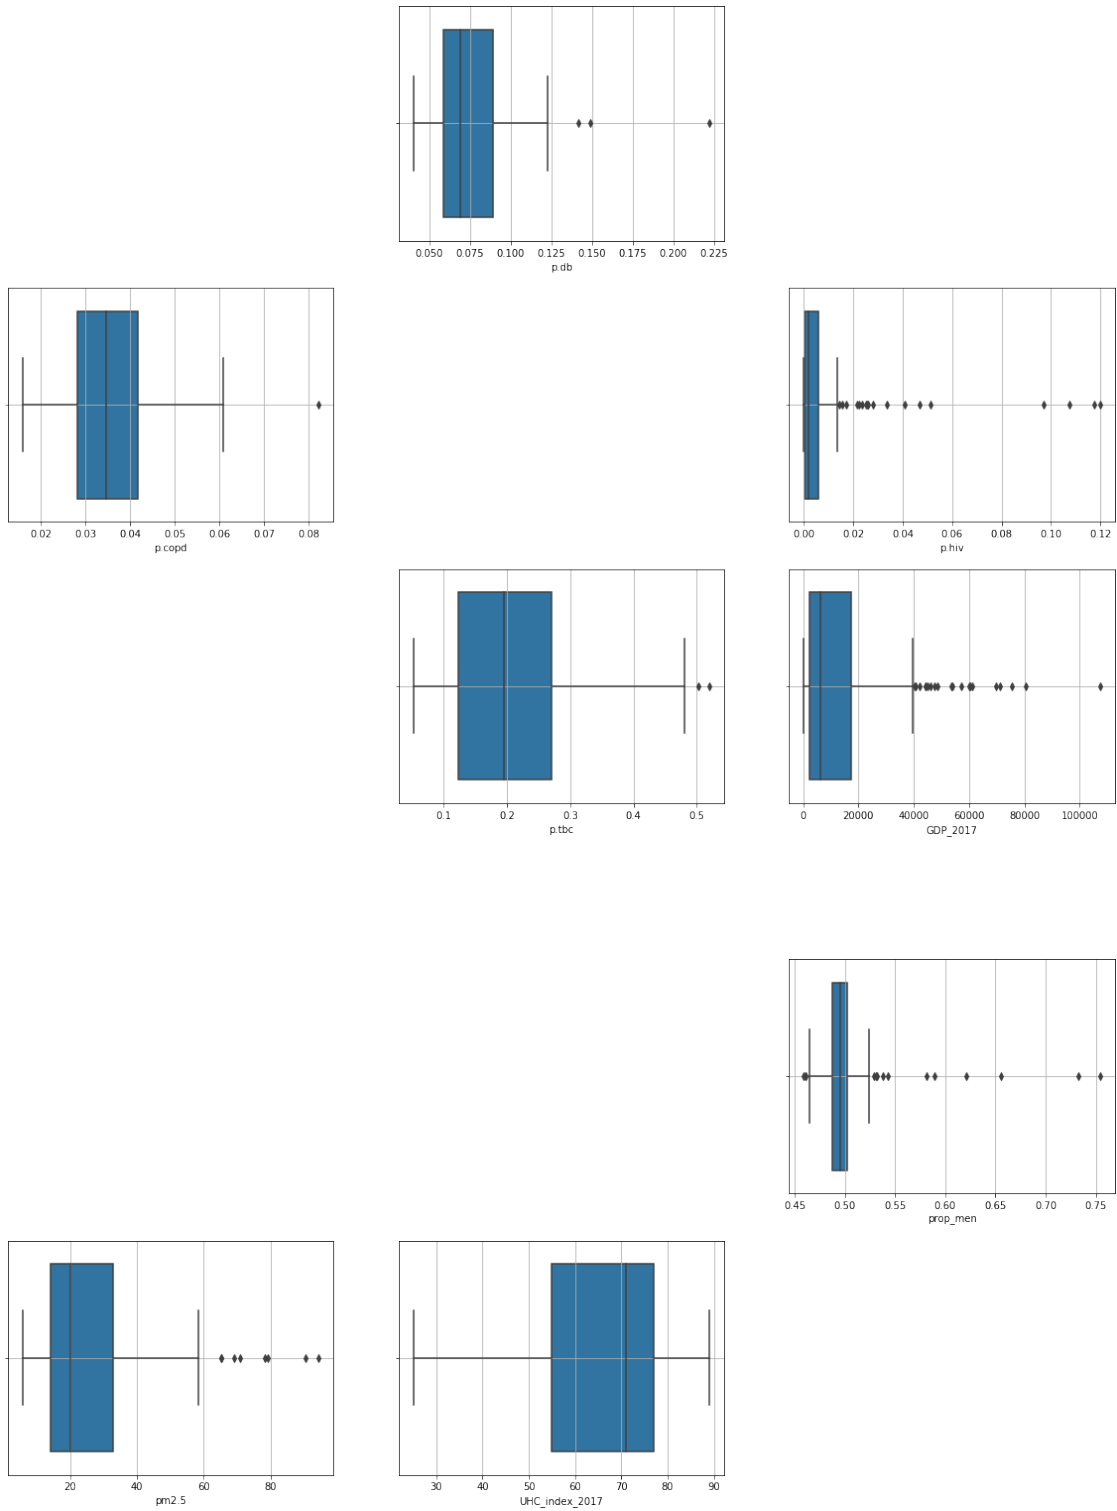 0.050 0.075 0.100 0.125 0.150 0.175 0.200 0.225
p.db
0.02 0.03 0.04 0.05 0.06 0.07 0.08
p.copd
0.00 0.02 0.04 0.06 0.08 0.10 0.12
p.hiv
0.1 0.2 0.3 0.4 0.5
p.tbc
0 20000 40000 60000 80000 100000
GDP_2017
0.45 0.50 0.55 0.60 0.65 0.70 0.75
prop_men
20 40 60 80
pm2.5
30 40 50 60 70 80 90
UHC_index_2017